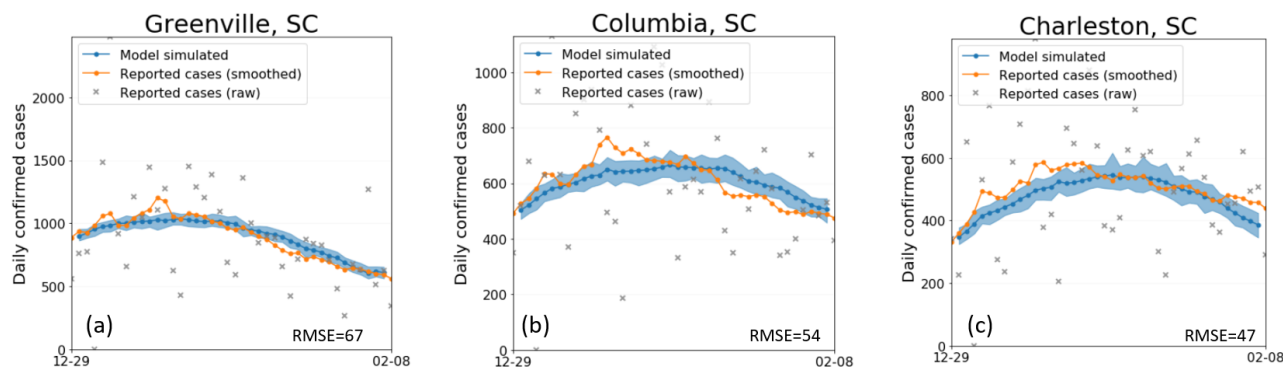 Greenville, SC
Model simulated
Reported cases (smoothed)
Reported cases (raw)
Daily confirmed cases
2000
1500
1000
500
0
(a)
RMSE=67
12-29
02-08
Columbia, SC
Model simulated
Reported cases (smoothed)
Reported cases (raw)
Daily confirmed cases
1000
800
600
400
200
0
(b)
RMSE=54
12-29
02-08
Charleston, SC
Model simulated
Reported cases (smoothed)
Reported cases (raw)
Daily confirmed cases
800
600
400
200
0
(c)
RMSE=47
12-29
02-08